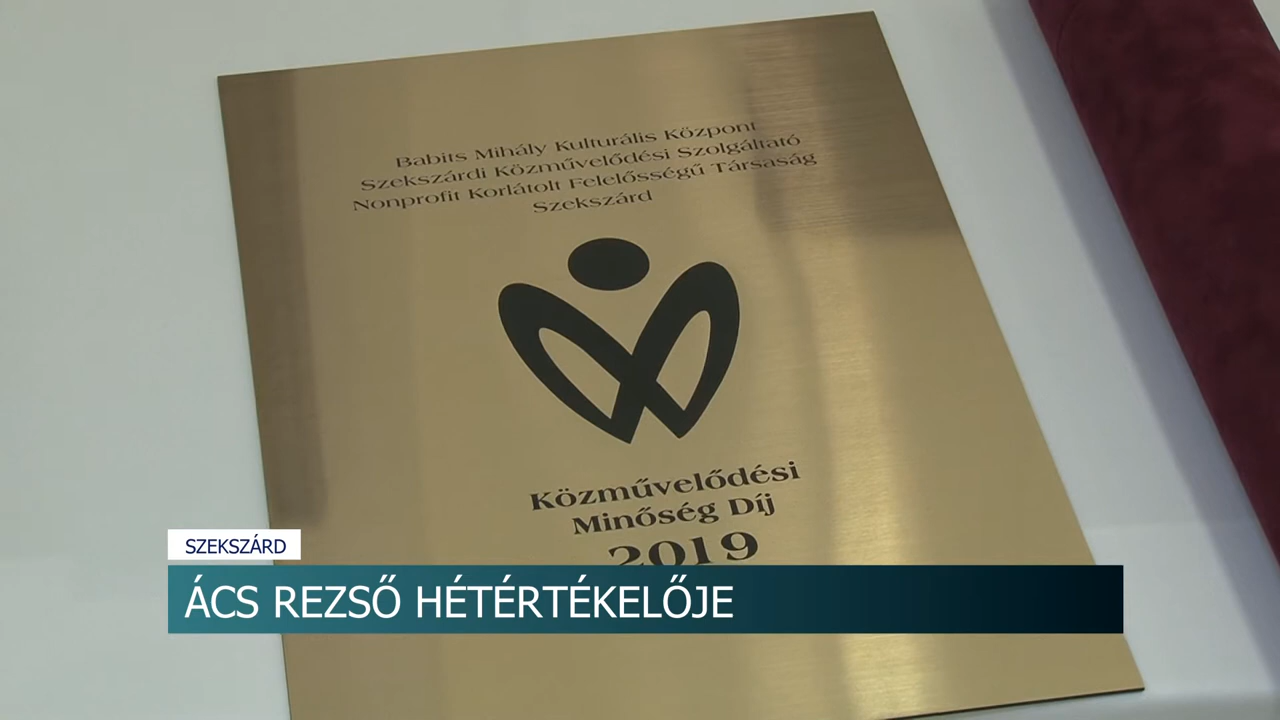 Babits Mihály Kulturális Központ
Szekszárdi Közművelődési Szolgáltató
Nonprofit Korlátolt Felelősségű Társaság
Szekszárd
Közművelődési
Minőség Díj
2019
SZEKSZÁRD
ÁCS REZSŐ HÉTÉRTÉKELŐJE